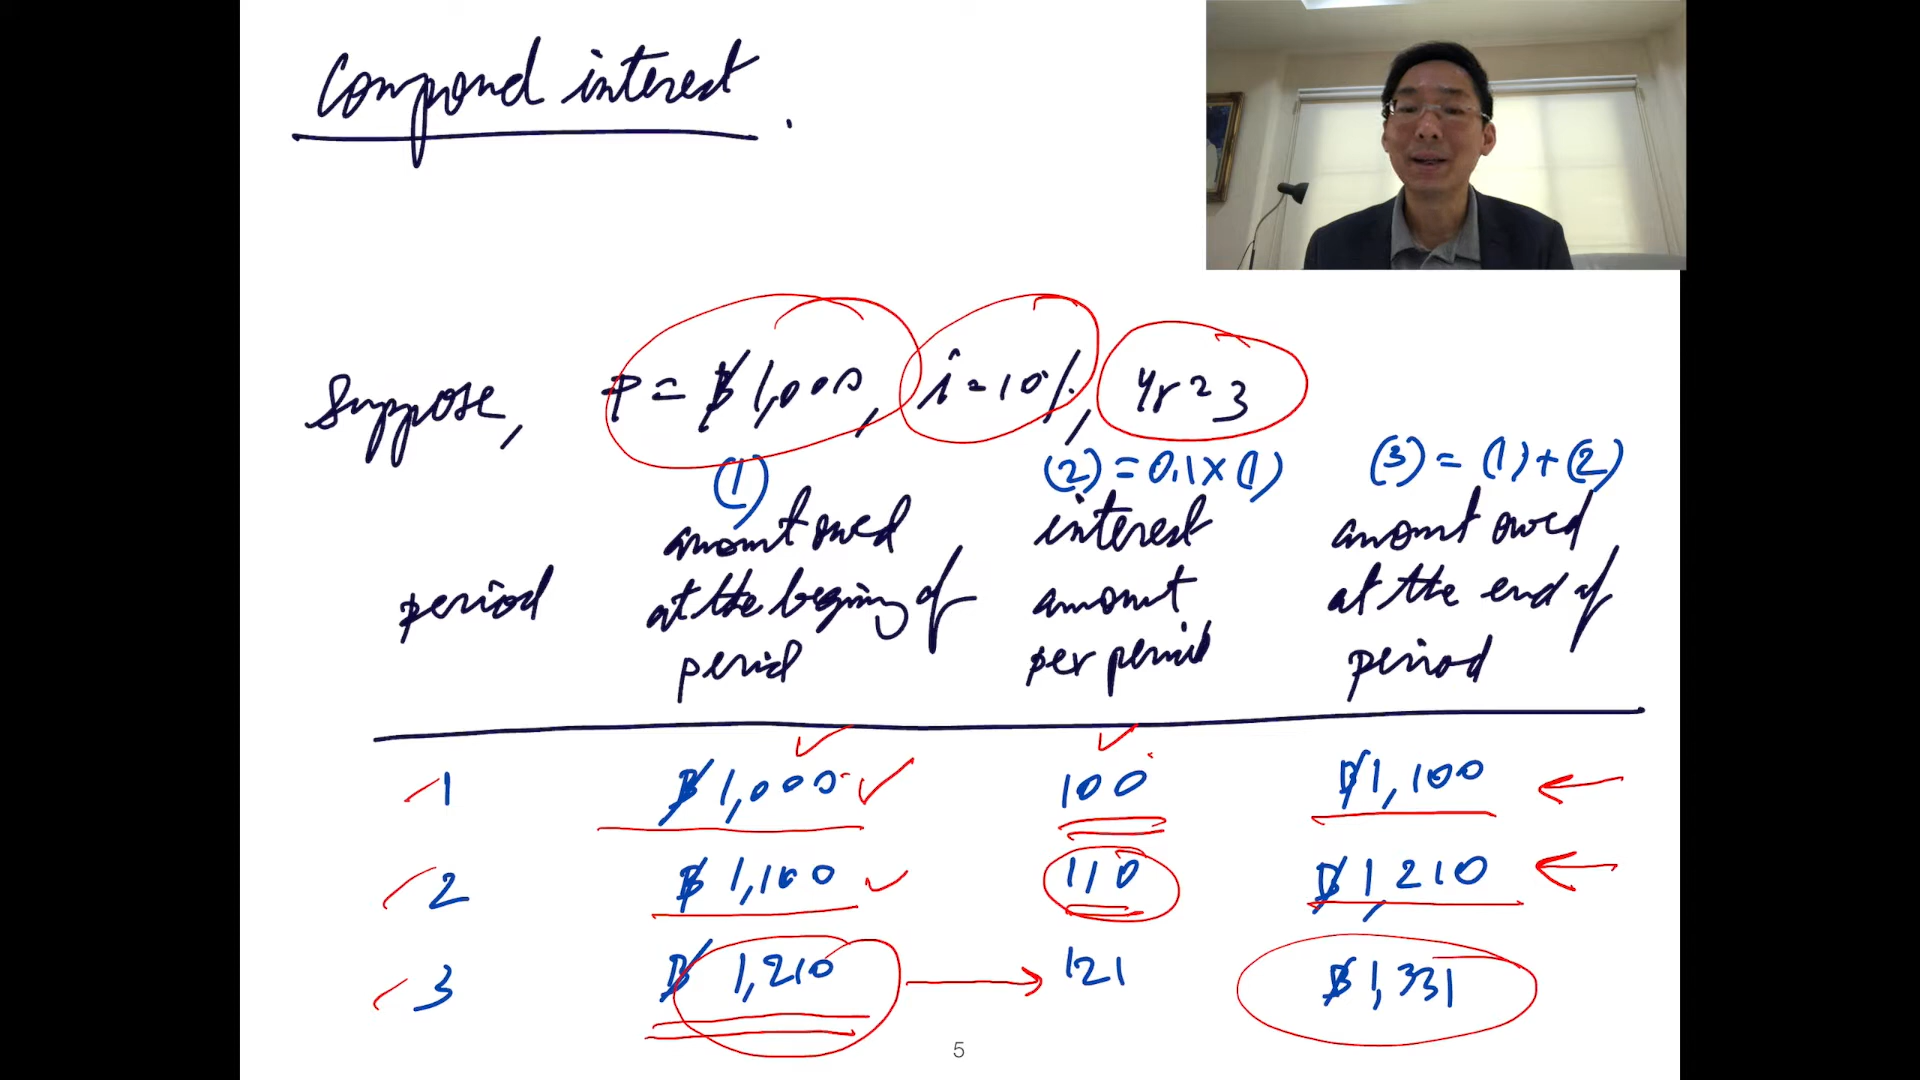 Compound interest.
Suppose, P = ฿1,000, i = 10%, Yr = 3
(1) (2) = 0.1 × (1) (3) = (1) + (2)
amount owed interest amount owed
period at the begining of amount at the end of
period per period period
1 ฿1,000 100 ฿1,100
2 ฿1,100 110 ฿1,210
3 ฿1,210 → 121 ฿1,331
5